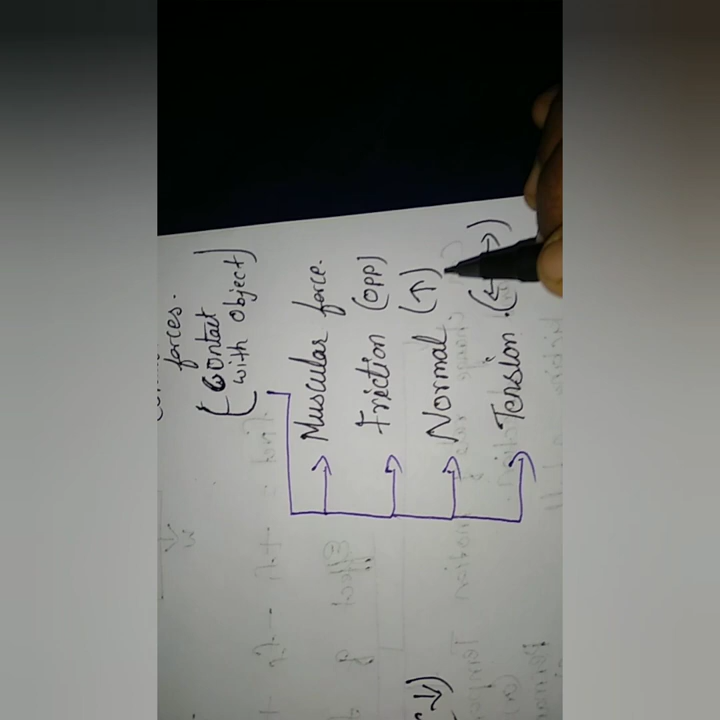 forces.
(Contact
with object)
Muscular force.
Friction (opp)
Normal (↑)
Tension. (← →)